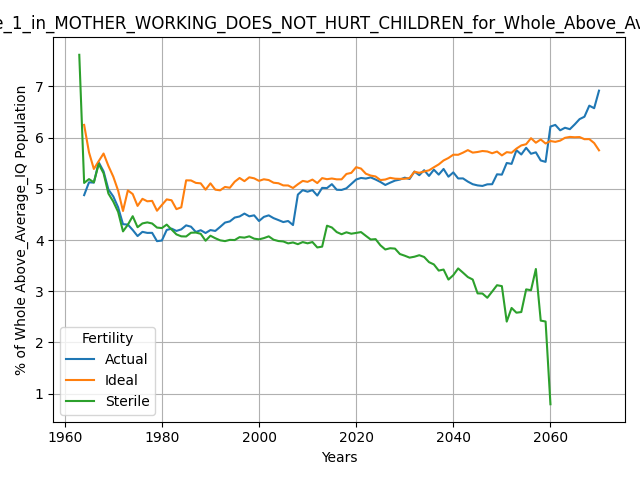 e_1_in_MOTHER_WORKING_DOES_NOT_HURT_CHILDREN_for_Whole_Above_Av
% of Whole Above_Average_IQ Population
7
6
5
4
3
2
1
Fertility
Actual
Ideal
Sterile
1960 1980 2000 2020 2040 2060
Years